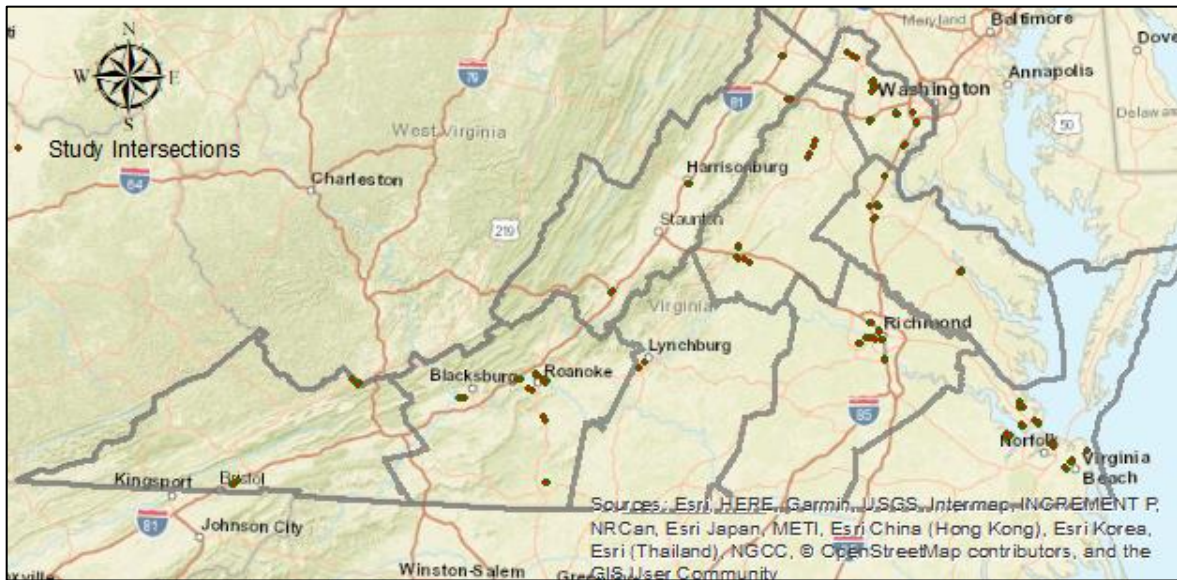 N
W
E
S
Study Intersections
Maryland
Baltimore
Annapolis
Washington
50
Delaware
79
81
West Virginia
64
Charleston
Harrisonburg
219
Staunton
Virginia
Richmond
Lynchburg
Blacksburg
Roanoke
85
Norfolk
Virginia
Beach
Kingsport
Bristol
81
Johnson City
Winston-Salem
Sources: Esri, HERE, Garmin, USGS, Intermap, INCREMENT P,
NRCan, Esri Japan, METI, Esri China (Hong Kong), Esri Korea,
Esri (Thailand), NGCC, © OpenStreetMap contributors, and the
GIS User Community